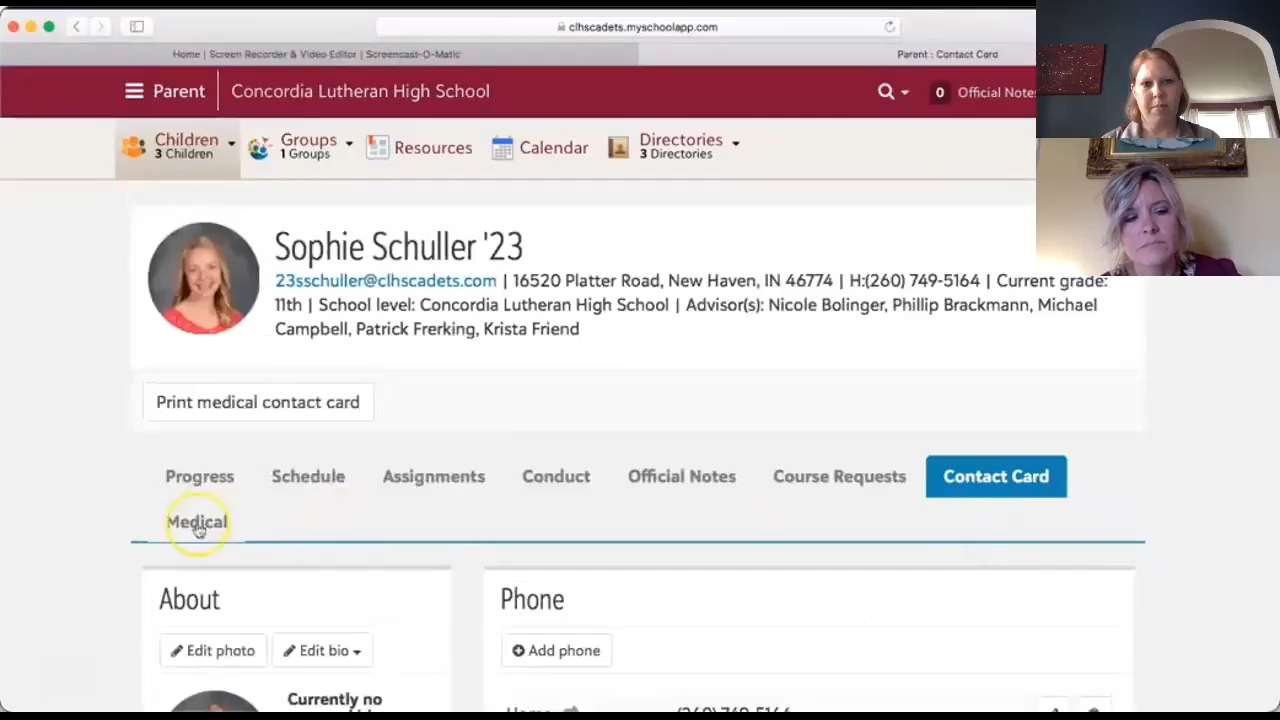 clhscadets.myschoolapp.com
Home | Screen Recorder & Video Editor | Screencast-O-Matic
Parent : Contact Card
Parent
Concordia Lutheran High School
0 Official Notes
Children
3 Children
Groups
1 Groups
Resources
Calendar
Directories
3 Directories
Sophie Schuller '23
23sschuller@clhscadets.com | 16520 Platter Road, New Haven, IN 46774 | H:(260) 749-5164 | Current grade:
11th | School level: Concordia Lutheran High School | Advisor(s): Nicole Bolinger, Phillip Brackmann, Michael
Campbell, Patrick Frerking, Krista Friend
Print medical contact card
Progress
Schedule
Assignments
Conduct
Official Notes
Course Requests
Contact Card
Medical
About
Phone
Edit photo
Edit bio
Add phone
Currently no
Home
(260) 749-5164